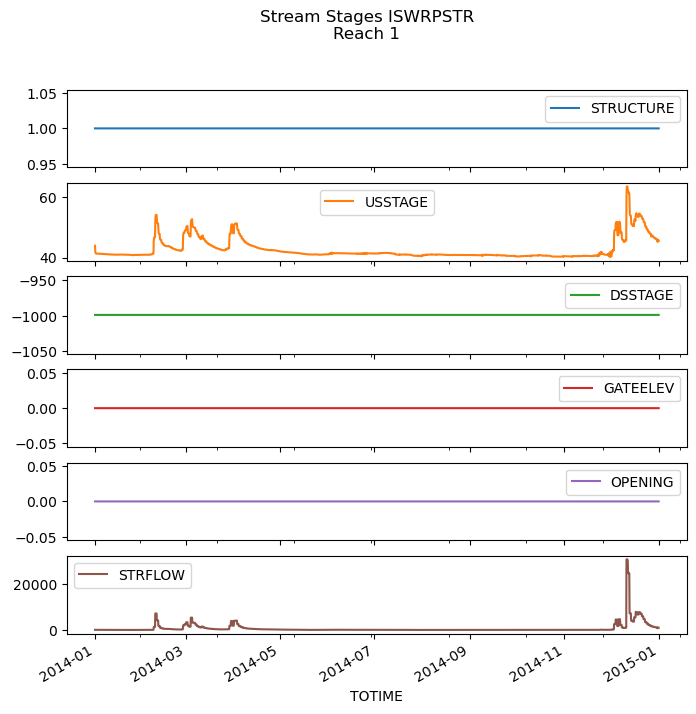 Stream Stages ISWRPSTR
Reach 1
1.05
1.00
0.95
STRUCTURE
60
40
USSTAGE
−950
−1000
−1050
DSSTAGE
0.05
0.00
−0.05
GATEELEV
0.05
0.00
−0.05
OPENING
20000
0
STRFLOW
2014-01
2014-03
2014-05
2014-07
2014-09
2014-11
2015-01
TOTIME